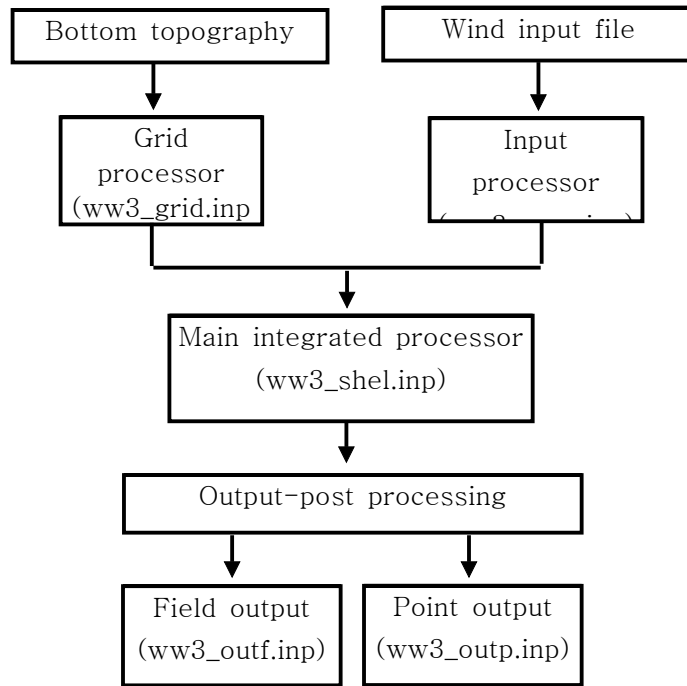 Bottom topography
Wind input file
Grid
processor
(ww3_grid.inp
Input
processor
Main integrated processor
(ww3_shel.inp)
Output-post processing
Field output
(ww3_outf.inp)
Point output
(ww3_outp.inp)